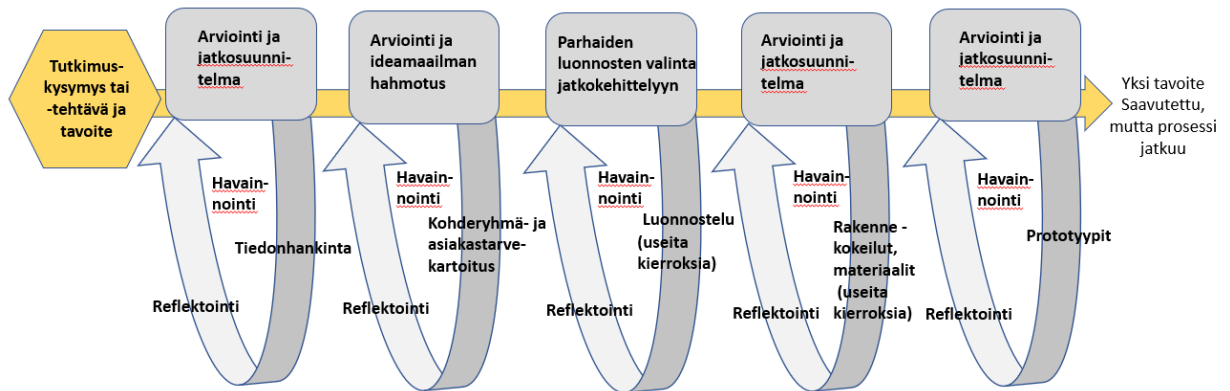 Tutkimus-
kysymys tai
-tehtävä ja
tavoite
Arviointi ja
jatkosuunni-
telma
Havain-
nointi
Tiedonhankinta
Reflektointi
Arviointi ja
ideamaailman
hahmotus
Havain-
nointi
Kohderyhmä- ja
asiakastarve-
kartoitus
Reflektointi
Parhaiden
luonnosten valinta
jatkokehittelyyn
Havain-
nointi
Luonnostelu
(useita
kierroksia)
Reflektointi
Arviointi ja
jatkosuunni-
telma
Havain-
nointi
Rakenne -
kokeilut,
materiaalit
(useita
kierroksia)
Reflektointi
Arviointi ja
jatkosuunni-
telma
Havain-
nointi
Prototyypit
Reflektointi
Yksi tavoite
Saavutettu,
mutta prosessi
jatkuu